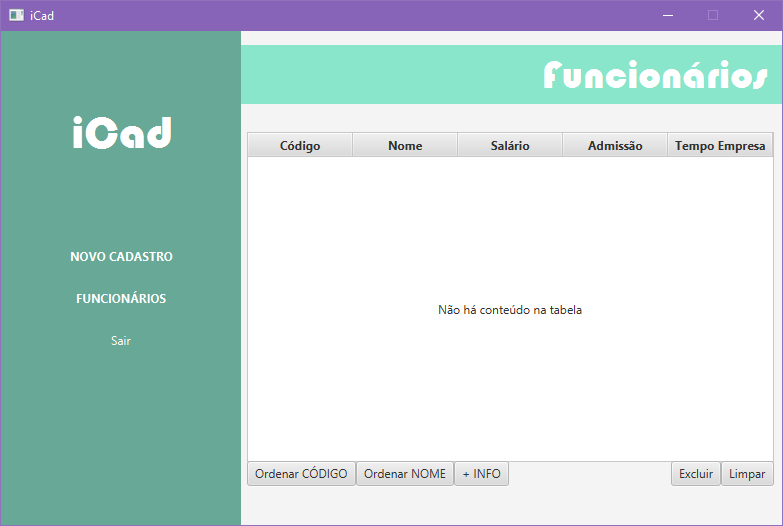 iCad
Funcionários
iCad
NOVO CADASTRO
FUNCIONÁRIOS
Sair
Código Nome Salário Admissão Tempo Empresa
Não há conteúdo na tabela
Ordenar CÓDIGO Ordenar NOME + INFO Excluir Limpar